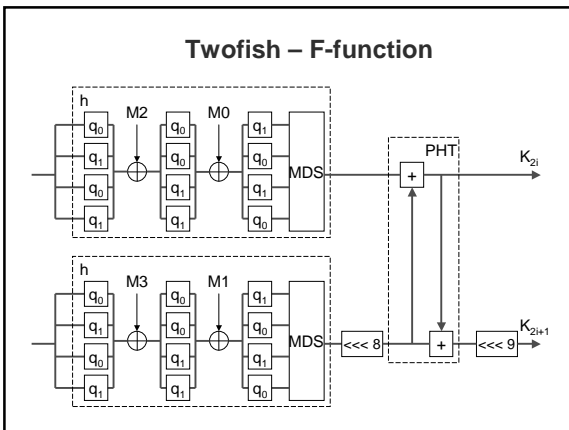 Twofish – F-function
h
M2 M0
q₀ q₀ q₁
q₁ q₀ q₀
q₀ q₁ q₁
q₁ q₁ q₀
MDS
PHT
+
K₂ᵢ
h
M3 M1
q₀ q₀ q₁
q₁ q₀ q₀
q₀ q₁ q₁
q₁ q₁ q₀
MDS
<<< 8
+
<<< 9
K₂ᵢ₊₁